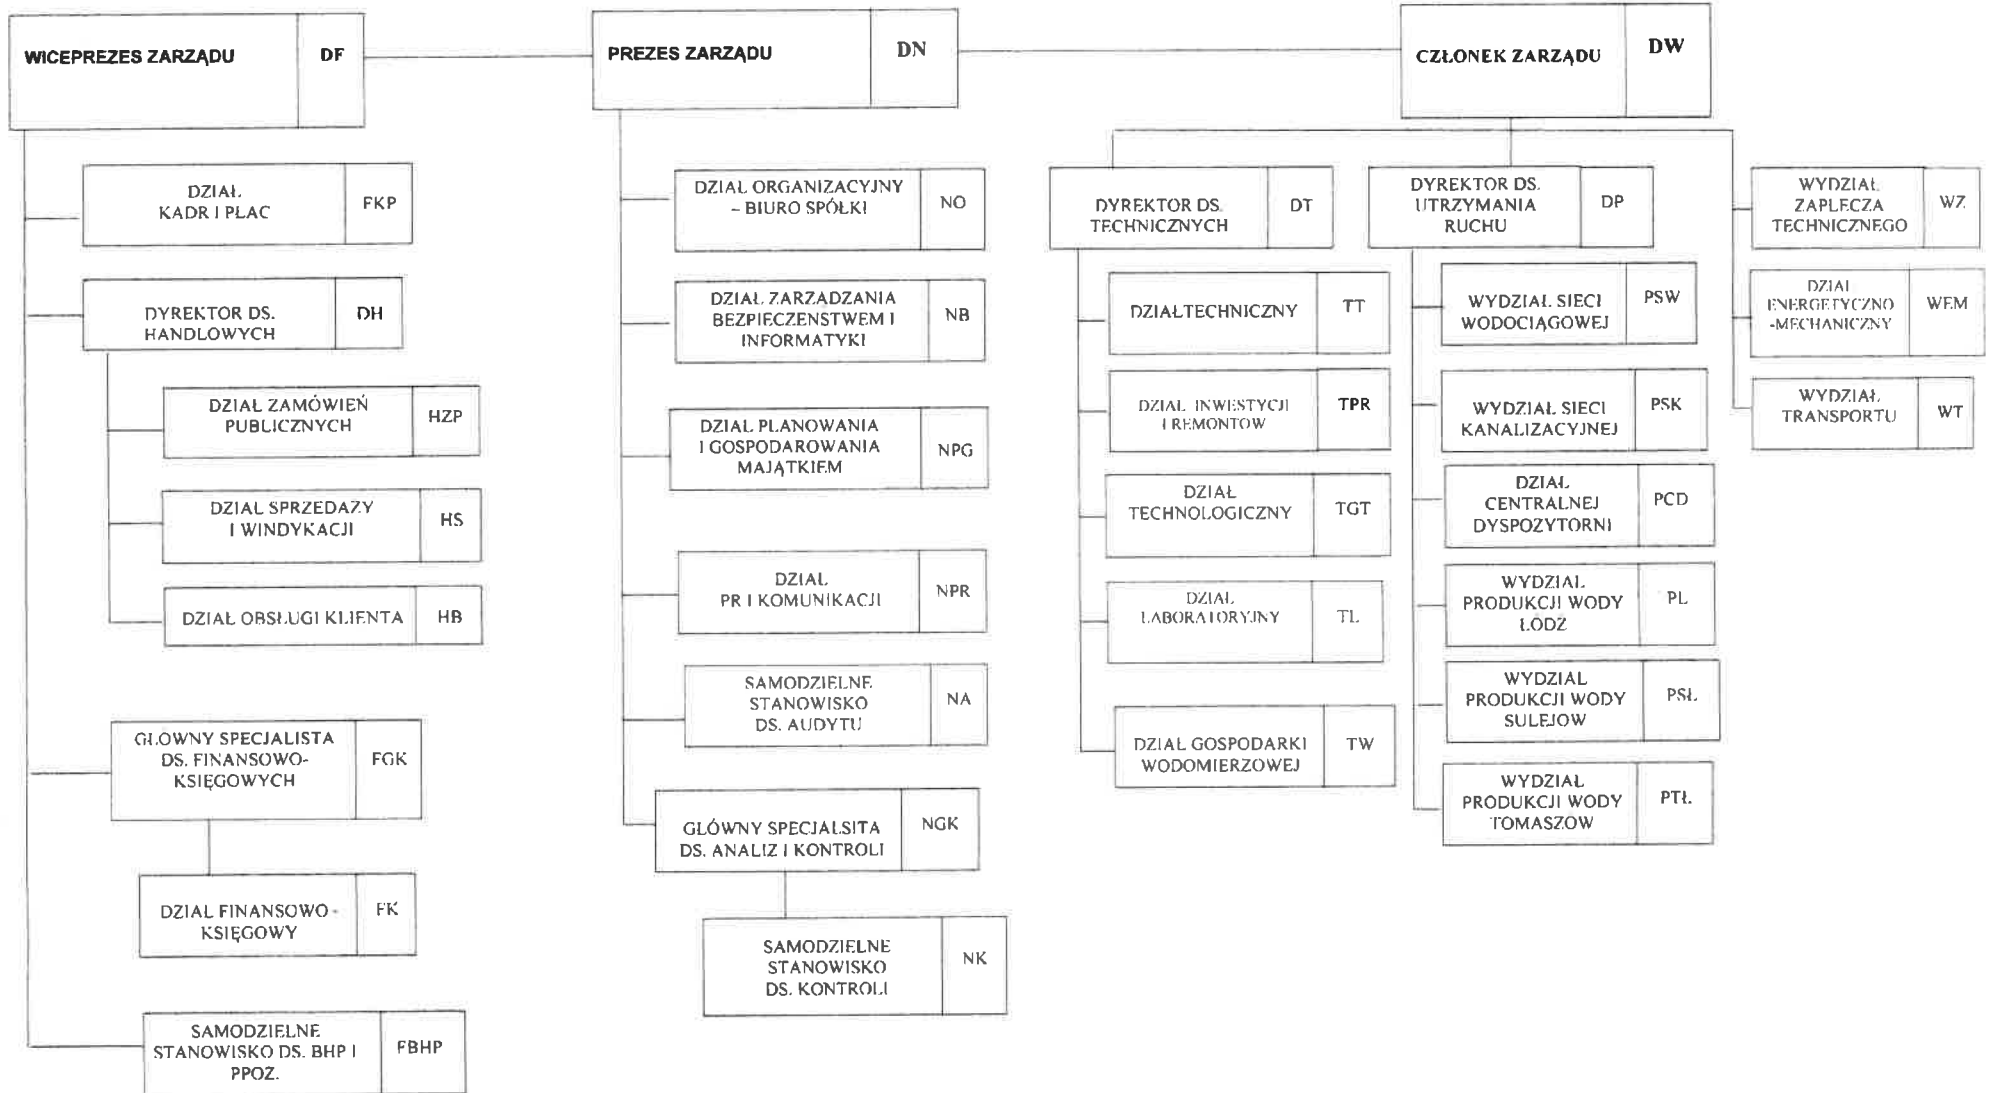 WICEPREZES ZARZĄDU DF
PREZES ZARZĄDU DN
CZŁONEK ZARZĄDU DW
DZIAŁ
KADR I PŁAC
FKP
DYREKTOR DS.
HANDLOWYCH
DH
DZIAŁ ZAMÓWIEŃ
PUBLICZNYCH
HZP
DZIAŁ SPRZEDAŻY
I WINDYKACJI
HS
DZIAŁ OBSŁUGI KLIENTA HB
GŁÓWNY SPECJALISTA
DS. FINANSOWO-
KSIĘGOWYCH
FGK
DZIAŁ FINANSOWO -
KSIĘGOWY
FK
SAMODZIELNE
STANOWISKO DS. BHP I
PPOŻ.
FBHP
DZIAŁ ORGANIZACYJNY
– BIURO SPÓŁKI
NO
DZIAŁ ZARZADZANIA
BEZPIECZENSTWEM I
INFORMATYKI
NB
DZIAŁ PLANOWANIA
I GOSPODAROWANIA
MAJĄTKIEM
NPG
DZIAŁ
PR I KOMUNIKACJI
NPR
SAMODZIELNE
STANOWISKO
DS. AUDYTU
NA
GŁÓWNY SPECJALSITA
DS. ANALIZ I KONTROLI
NGK
SAMODZIELNE
STANOWISKO
DS. KONTROLI
NK
DYREKTOR DS.
TECHNICZNYCH
DT
DZIAŁTECHNICZNY TT
DZIAŁ INWESTYCJI
I REMONTÓW
TPR
DZIAŁ
TECHNOLOGICZNY
TGT
DZIAŁ
LABORATORYJNY
TL
DZIAŁ GOSPODARKI
WODOMIERZOWEJ
TW
DYREKTOR DS.
UTRZYMANIA
RUCHU
DP
WYDZIAŁ SIECI
WODOCIĄGOWEJ
PSW
WYDZIAŁ SIECI
KANALIZACYJNEJ
PSK
DZIAŁ
CENTRALNEJ
DYSPOZYTORNI
PCD
WYDZIAŁ
PRODUKCJI WODY
ŁÓDŹ
PL
WYDZIAŁ
PRODUKCJI WODY
SULEJÓW
PSŁ
WYDZIAŁ
PRODUKCJI WODY
TOMASZÓW
PTŁ
WYDZIAŁ
ZAPLECZA
TECHNICZNEGO
WZ
DZIAŁ
ENERGETYCZNO
-MECHANICZNY
WEM
WYDZIAŁ
TRANSPORTU
WT